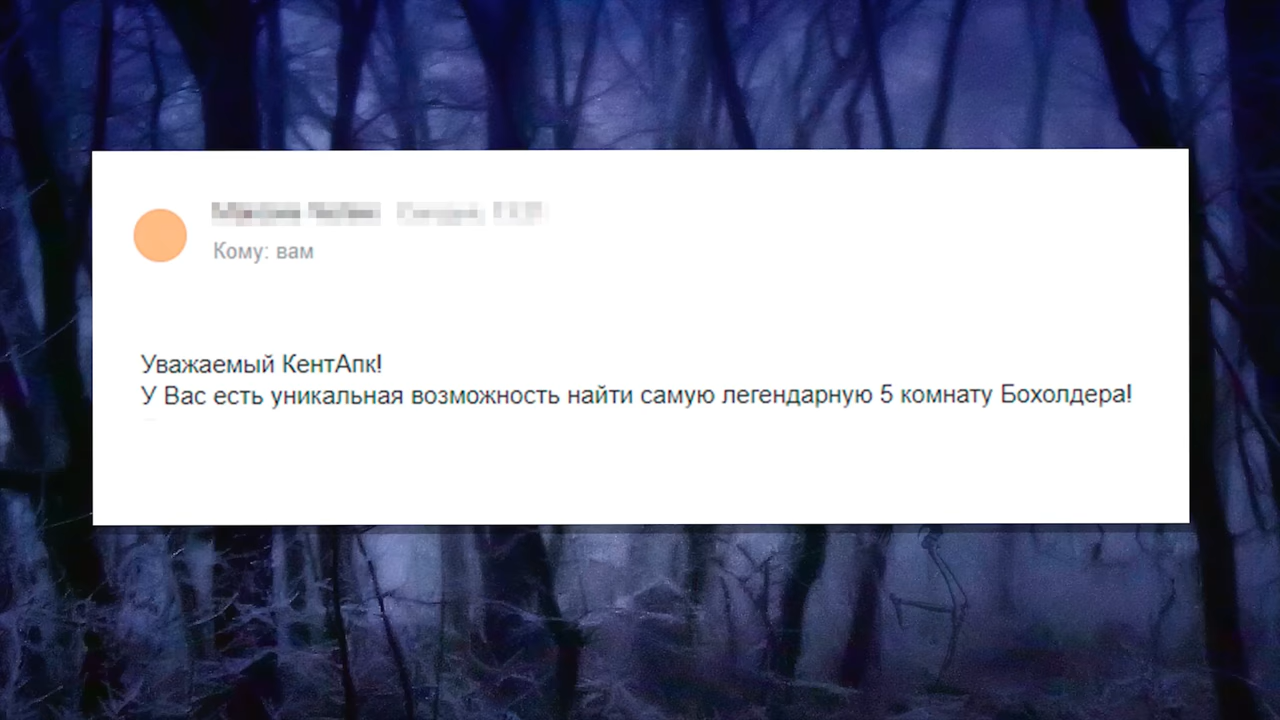 Кому: вам
Уважаемый КентАпк!
У Вас есть уникальная возможность найти самую легендарную 5 комнату Бохолдера!